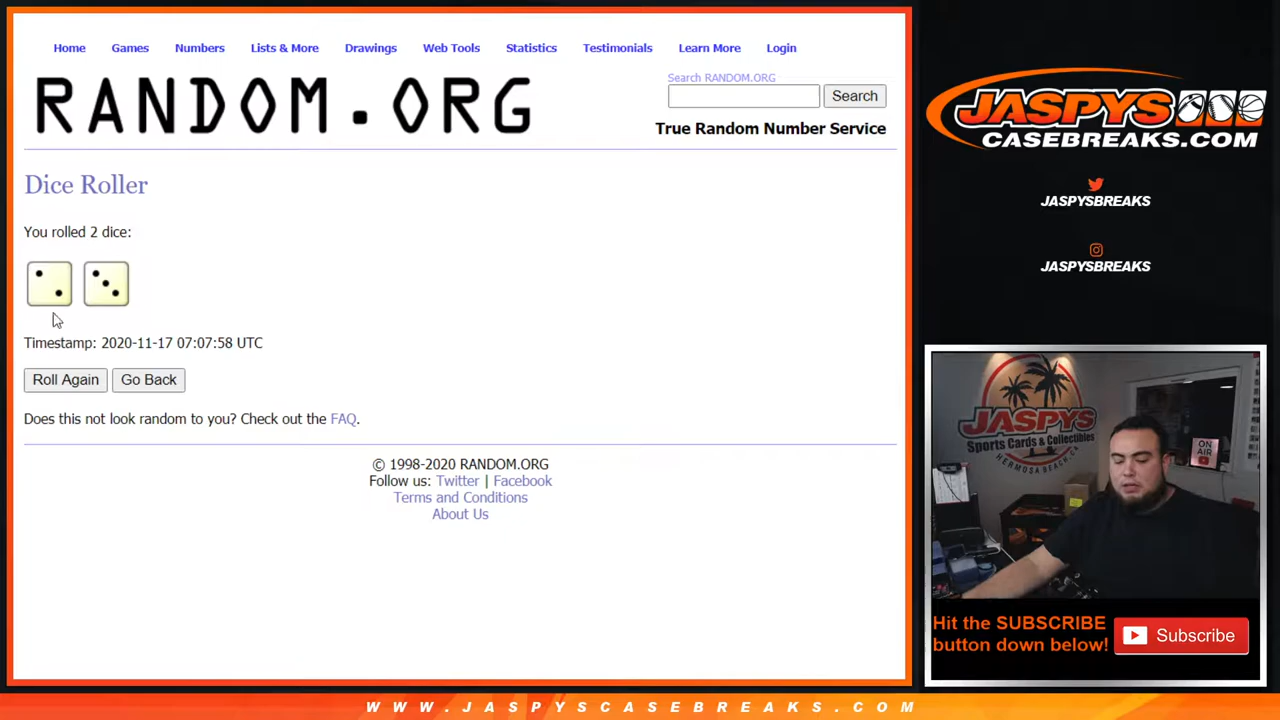 Home Games Numbers Lists & More Drawings Web Tools Statistics Testimonials Learn More Login
RANDOM.ORG
Search RANDOM.ORG
Search
True Random Number Service
Dice Roller
You rolled 2 dice:
Timestamp: 2020-11-17 07:07:58 UTC
Roll Again Go Back
Does this not look random to you? Check out the FAQ.
© 1998-2020 RANDOM.ORG
Follow us: Twitter | Facebook
Terms and Conditions
About Us
JASPYS
CASEBREAKS.COM
JASPYSBREAKS
JASPYSBREAKS
JASPYS
Sports Cards & Collectibles
HERMOSA BEACH, CA
ON
AIR
Hit the SUBSCRIBE
button down below!
Subscribe
WWW.JASPYSCASEBREAKS.COM